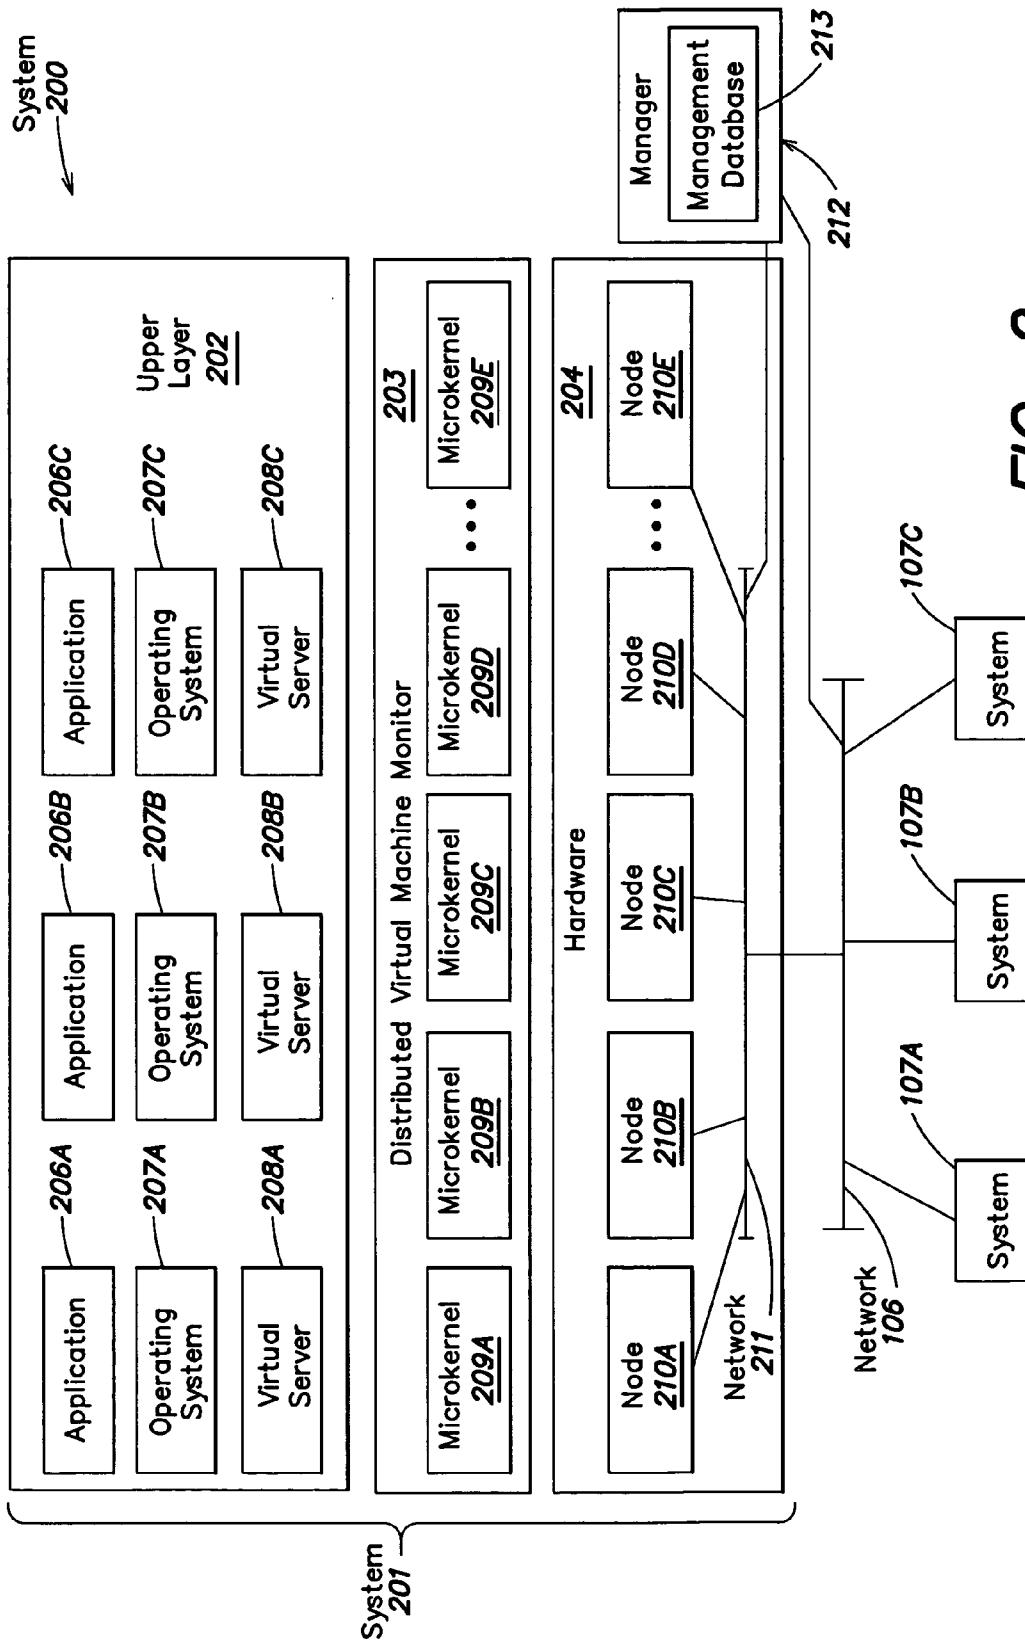 System
200
206A
206B
206C
Application
Application
Application
207A
207B
207C
Operating
System
Operating
System
Operating
System
Upper
Layer
202
208A
208B
208C
Virtual
Server
Virtual
Server
Virtual
Server
System
201
Distributed Virtual Machine Monitor
203
Microkernel
209A
Microkernel
209B
Microkernel
209C
Microkernel
209D
Microkernel
209E
Hardware
204
Node
210A
Node
210B
Node
210C
Node
210D
Node
210E
Network
211
Manager
Management
Database
213
212
Network
106
107A
107B
107C
System
System
System